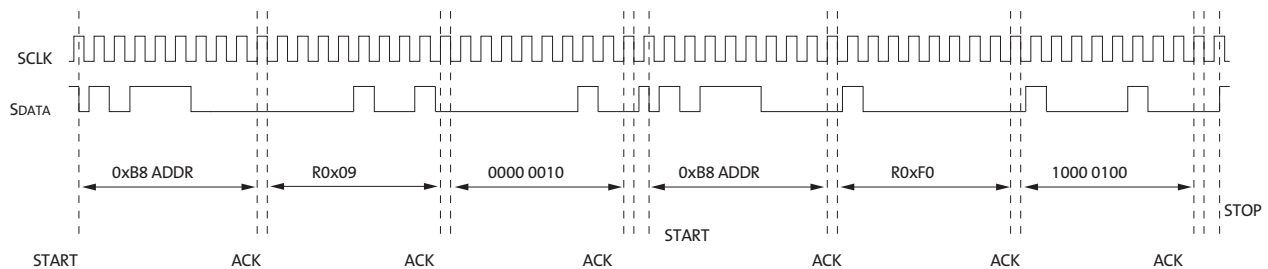 SCLK
SDATA
0xB8 ADDR R0x09 0000 0010 0xB8 ADDR R0xF0 1000 0100
STOP
START
START ACK ACK ACK ACK ACK ACK